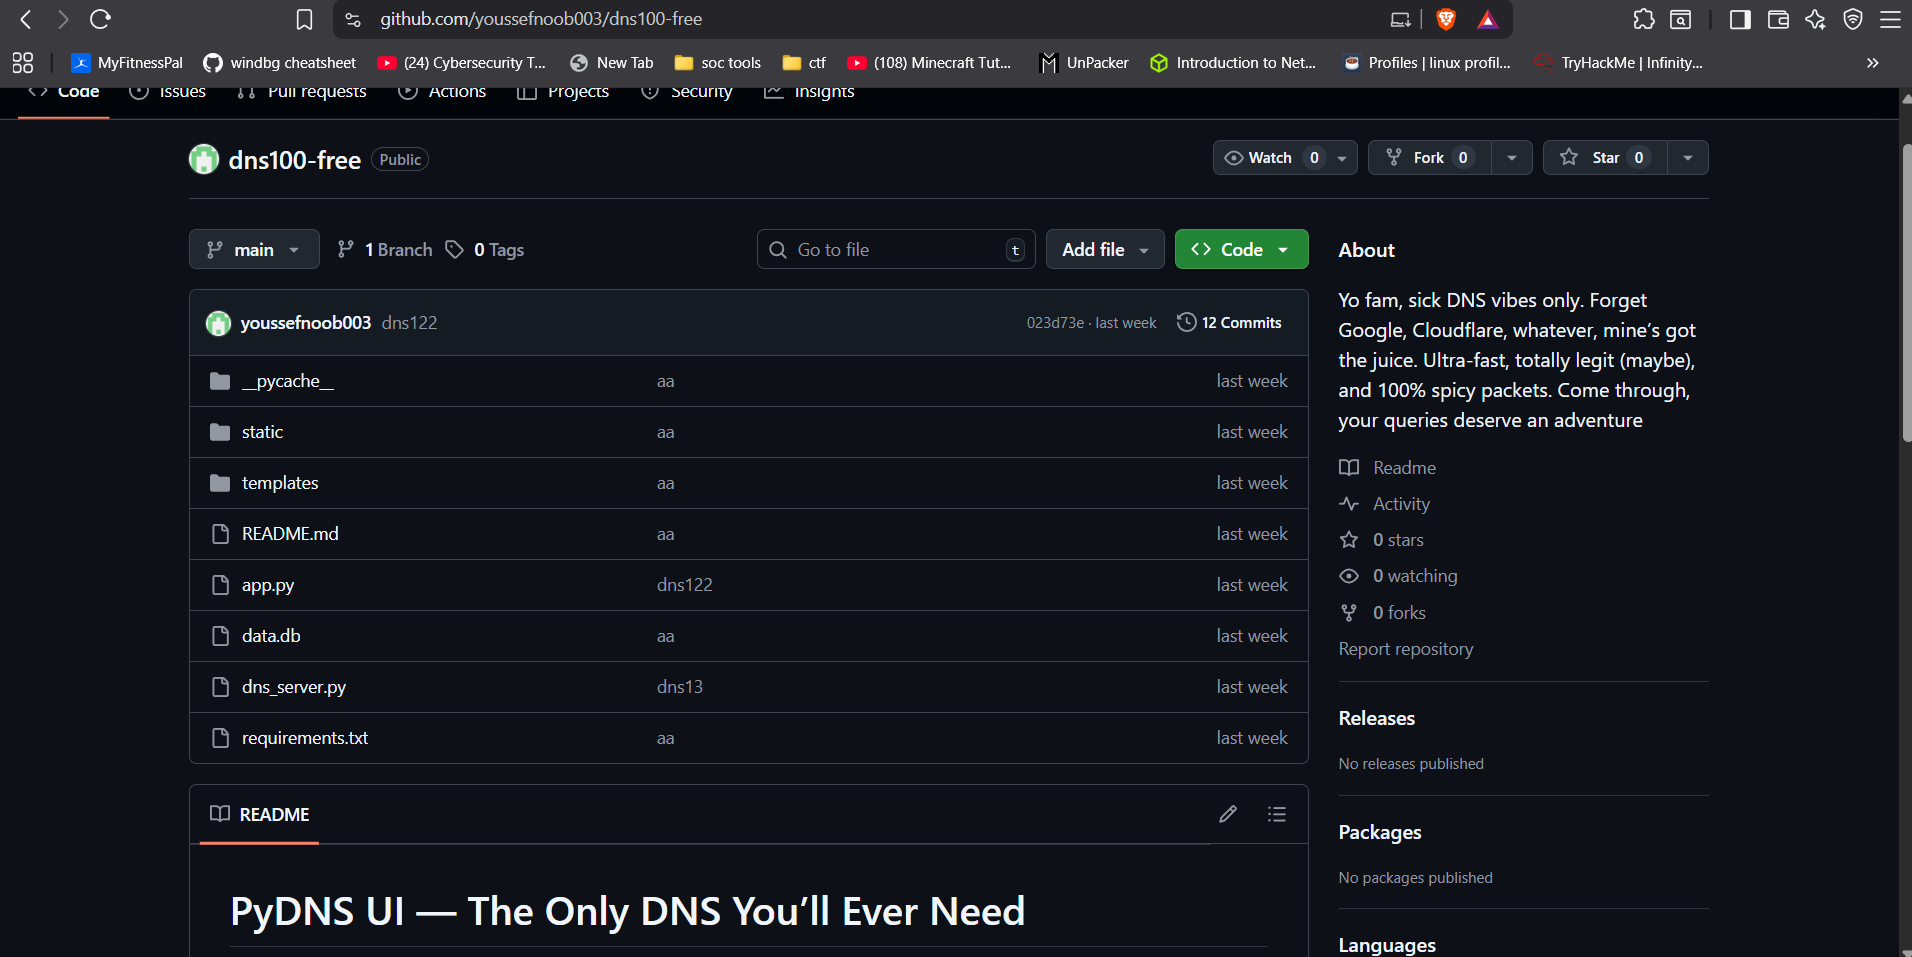 github.com/youssefnoob003/dns100-free
MyFitnessPal
windbg cheatsheet
(24) Cybersecurity T...
New Tab
soc tools
ctf
(108) Minecraft Tut...
UnPacker
Introduction to Net...
Profiles | linux profil...
TryHackMe | Infinity...
»
Code
Issues
Pull requests
Actions
Projects
Security
Insights
dns100-free
Public
Watch 0
Fork 0
Star 0
main
1 Branch
0 Tags
Go to file
t
Add file
Code
youssefnoob003 dns122
023d73e · last week
12 Commits
__pycache__ aa last week
static aa last week
templates aa last week
README.md aa last week
app.py dns122 last week
data.db aa last week
dns_server.py dns13 last week
requirements.txt aa last week
README
PyDNS UI — The Only DNS You’ll Ever Need
About
Yo fam, sick DNS vibes only. Forget
Google, Cloudflare, whatever, mine’s got
the juice. Ultra-fast, totally legit (maybe),
and 100% spicy packets. Come through,
your queries deserve an adventure
Readme
Activity
0 stars
0 watching
0 forks
Report repository
Releases
No releases published
Packages
No packages published
Languages